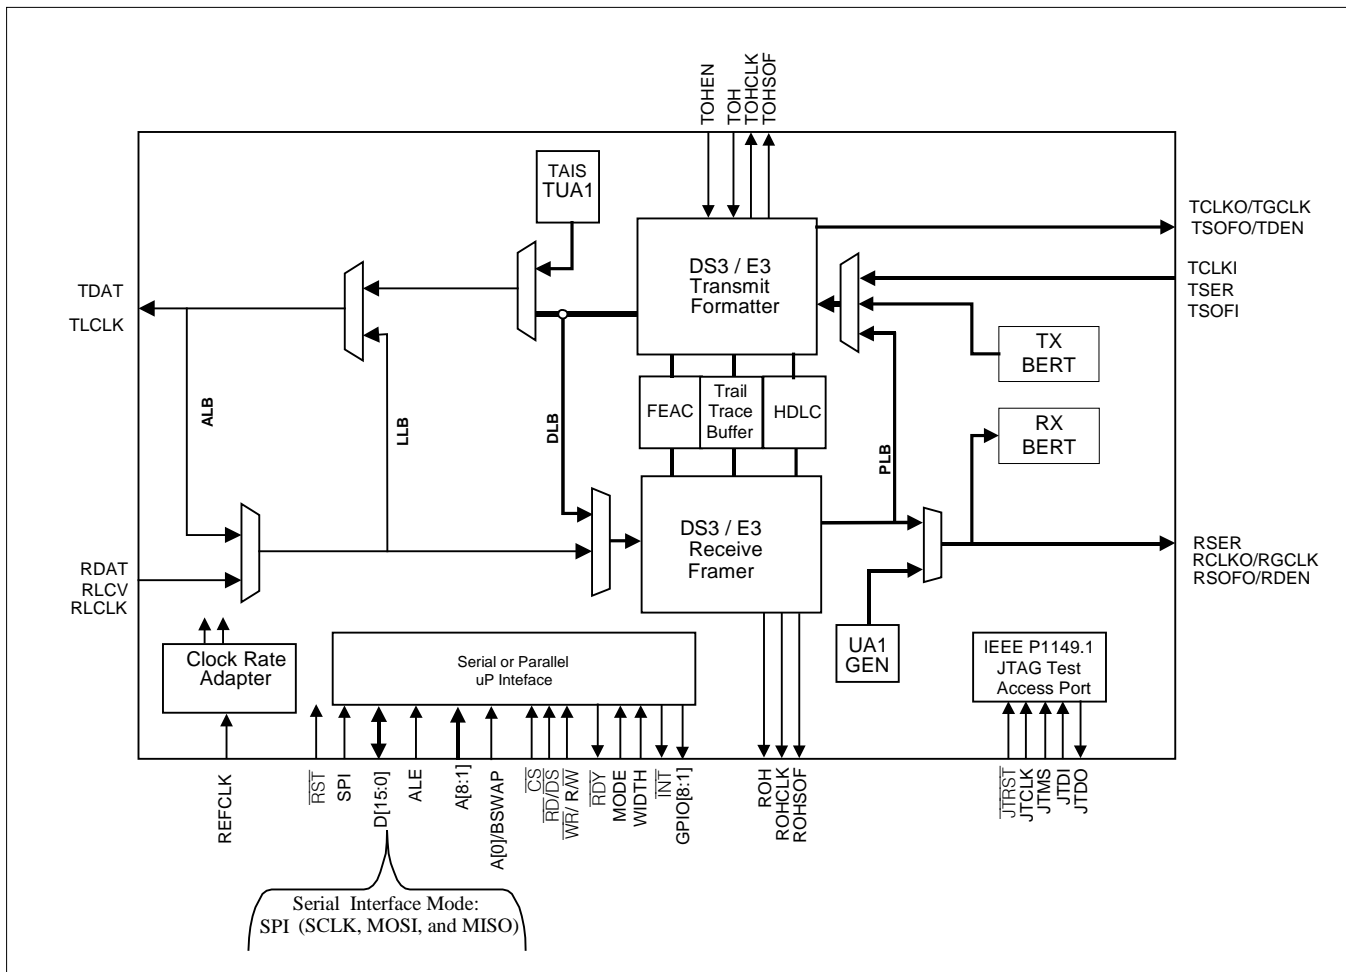 TOHEN
TOH
TOHCLK
TOHSOF
TAIS
TUA1
TCLKO/TGCLK
TSOFO/TDEN
DS3 / E3
Transmit
Formatter
TCLKI
TSER
TSOFI
TDAT
TLCLK
TX
BERT
FEAC
Trail
Trace
Buffer
HDLC
ALB
LLB
DLB
PLB
RX
BERT
DS3 / E3
Receive
Framer
RSER
RCLKO/RGCLK
RSOFO/RDEN
RDAT
RLCV
RLCLK
Clock Rate
Adapter
Serial or Parallel
uP Inteface
UA1
GEN
IEEE P1149.1
JTAG Test
Access Port
REFCLK
RST
SPI
D[15:0]
ALE
A[8:1]
A[0]/BSWAP
CS
RD/DS
WR/ R/W
RDY
MODE
WIDTH
INT
GPIO[8:1]
ROH
ROHCLK
ROHSOF
JTRST
JTCLK
JTMS
JTDI
JTDO
Serial Interface Mode:
SPI (SCLK, MOSI, and MISO)